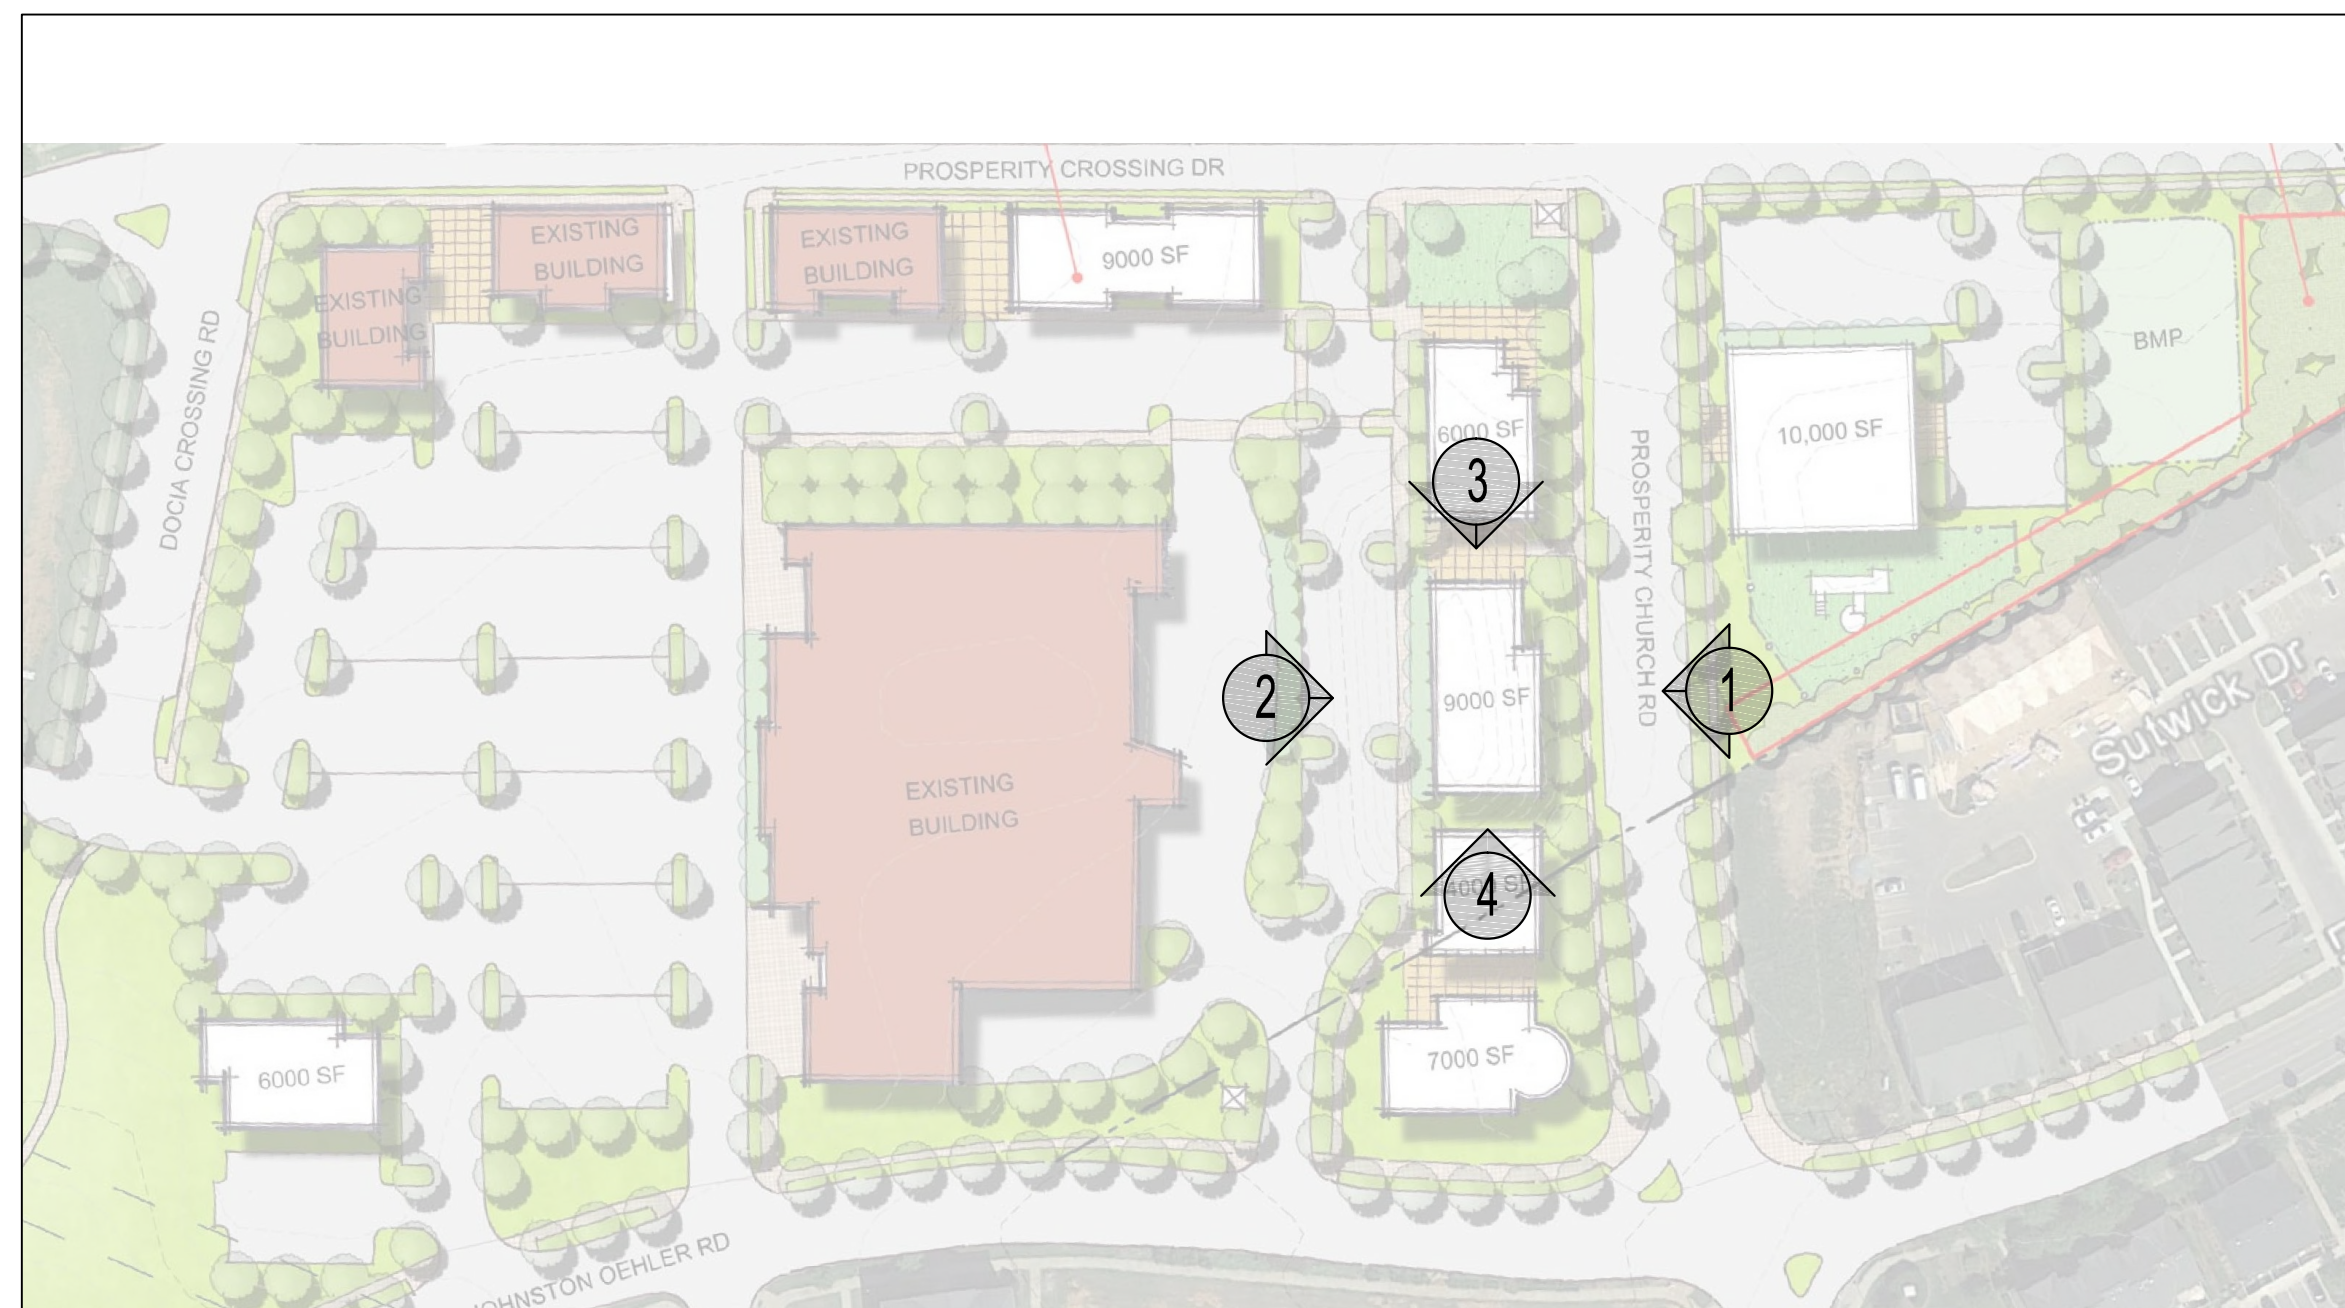 PROSPERITY CROSSING DR
EXISTING
BUILDING
EXISTING
BUILDING
9000 SF
EXISTING
BUILDING
DOCIA CROSSING RD
6000 SF
3
10,000 SF
BMP
PROSPERITY CHURCH RD
2
9000 SF
1
Sutwick Dr
EXISTING
BUILDING
4000 SF
4
7000 SF
6000 SF
JOHNSTON OEHLER RD